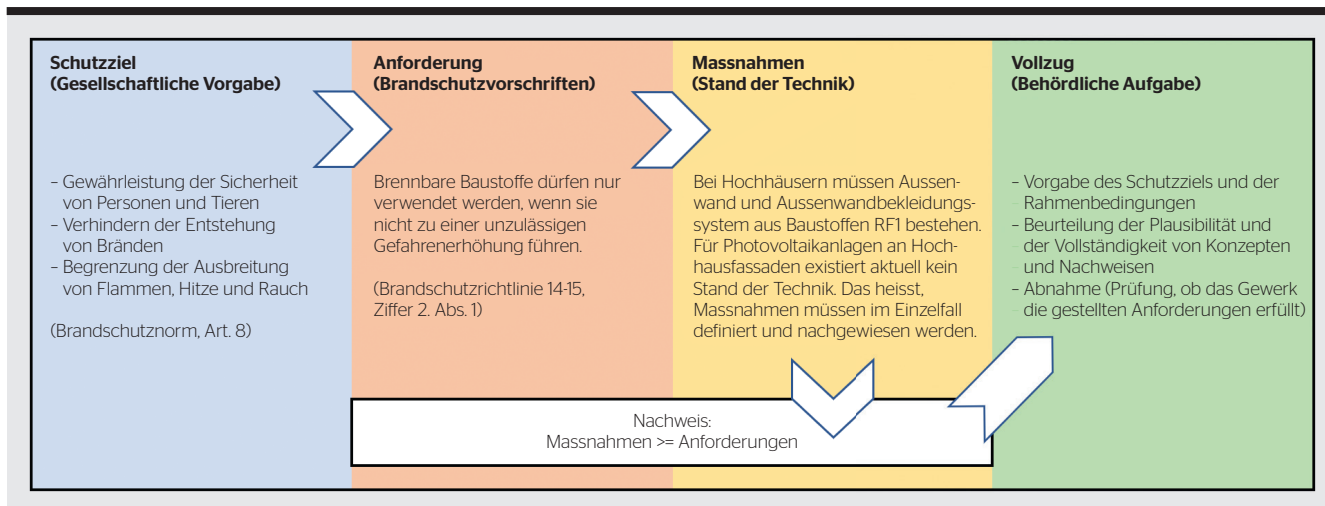 Schutzziel
(Gesellschaftliche Vorgabe)
– Gewährleistung der Sicherheit
von Personen und Tieren
– Verhindern der Entstehung
von Bränden
– Begrenzung der Ausbreitung
von Flammen, Hitze und Rauch
(Brandschutznorm, Art. 8)
Anforderung
(Brandschutzvorschriften)
Brennbare Baustoffe dürfen nur
verwendet werden, wenn sie
nicht zu einer unzulässigen
Gefahrenerhöhung führen.
(Brandschutzrichtlinie 14-15,
Ziffer 2. Abs. 1)
Massnahmen
(Stand der Technik)
Bei Hochhäusern müssen Aussen-
wand und Aussenwandbekleidungs-
system aus Baustoffen RF1 bestehen.
Für Photovoltaikanlagen an Hoch-
hausfassaden existiert aktuell kein
Stand der Technik. Das heisst,
Massnahmen müssen im Einzelfall
definiert und nachgewiesen werden.
Nachweis:
Massnahmen >= Anforderungen
Vollzug
(Behördliche Aufgabe)
– Vorgabe des Schutzziels und der
Rahmenbedingungen
– Beurteilung der Plausibilität und
der Vollständigkeit von Konzepten
und Nachweisen
– Abnahme (Prüfung, ob das Gewerk
die gestellten Anforderungen erfüllt)